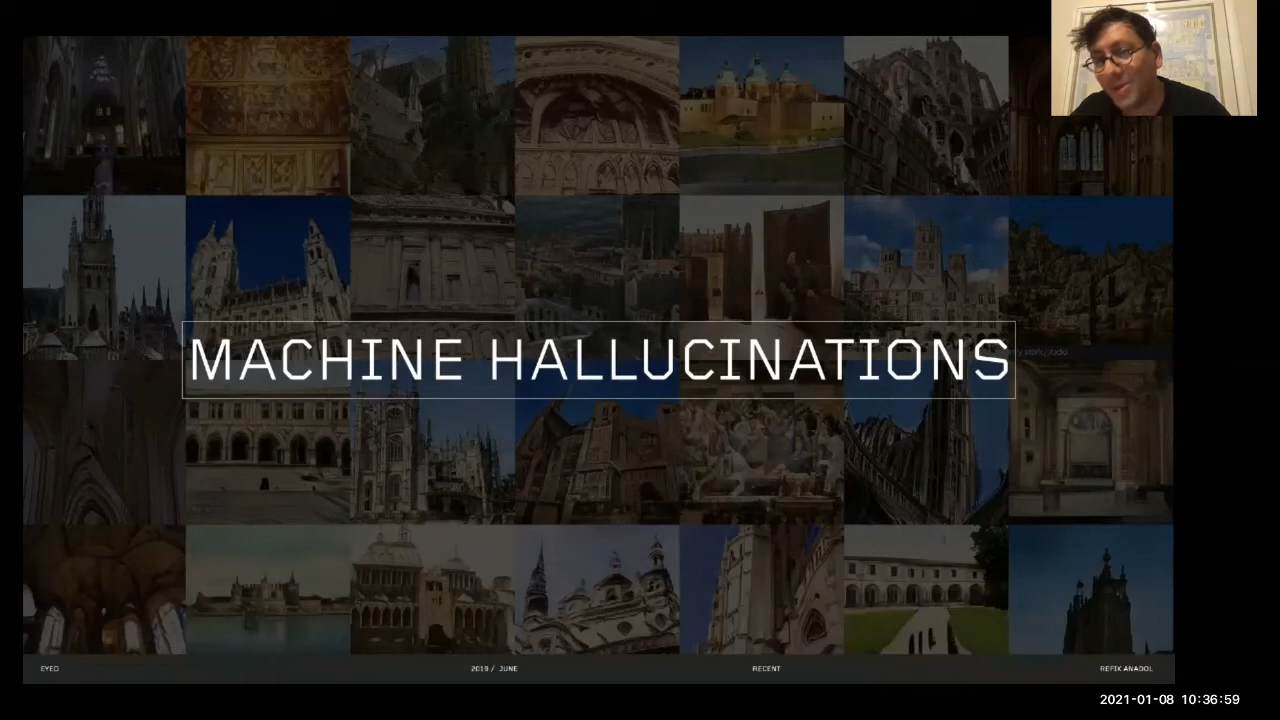 MACHINE HALLUCINATIONS
EYEO
2019 / JUNE
RECENT
REFIK ANADOL
2021-01-08 10:36:59